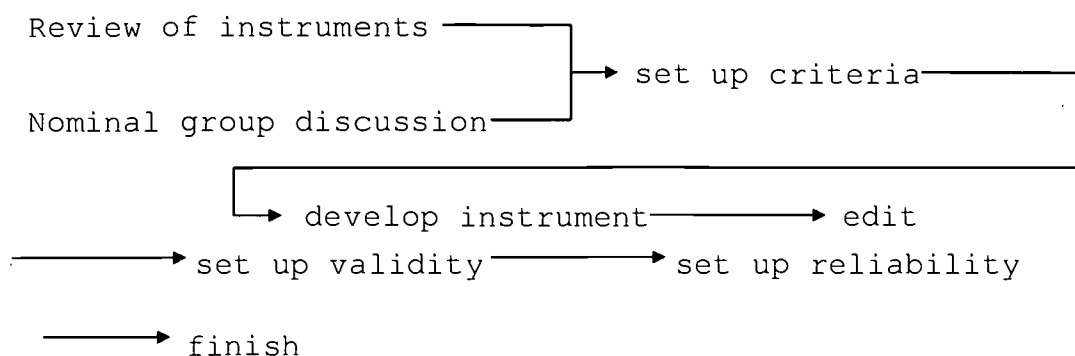 Review of instruments
set up criteria
Nominal group discussion
develop instrument edit
set up validity set up reliability
finish